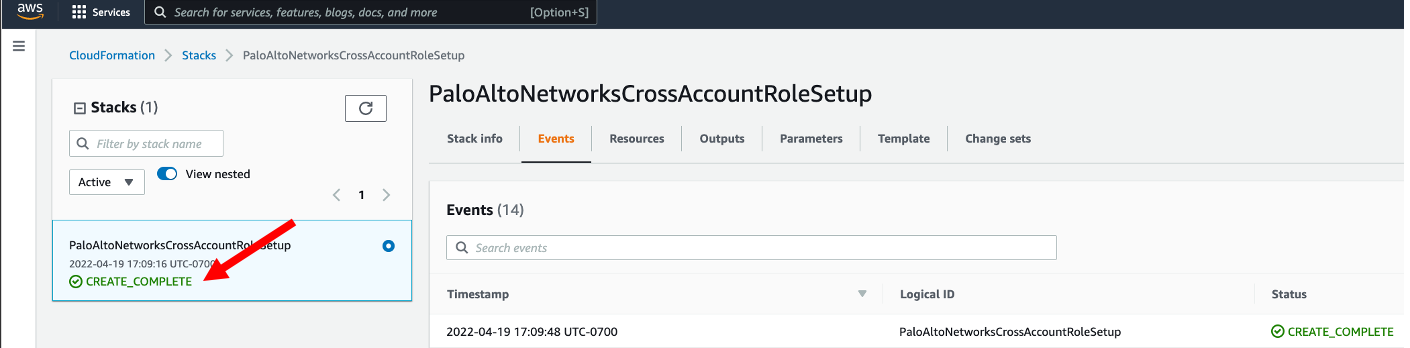 aws Services Search for services, features, blogs, docs, and more [Option+S]
CloudFormation Stacks PaloAltoNetworksCrossAccountRoleSetup
Stacks (1)
Filter by stack name
Active View nested
1
PaloAltoNetworksCrossAccountRoleSetup
2022-04-19 17:09:16 UTC-0700
CREATE_COMPLETE
PaloAltoNetworksCrossAccountRoleSetup
Stack info Events Resources Outputs Parameters Template Change sets
Events (14)
Search events
Timestamp Logical ID Status
2022-04-19 17:09:48 UTC-0700 PaloAltoNetworksCrossAccountRoleSetup CREATE_COMPLETE